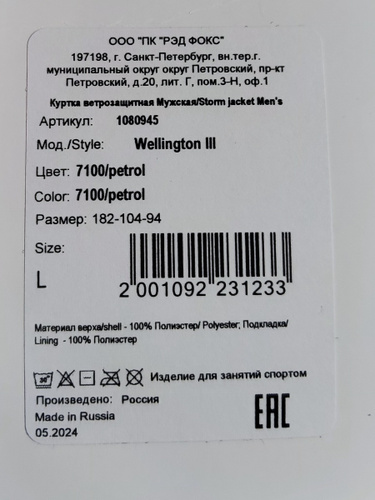 ООО "ПК "РЭД ФОКС"
197198, г. Санкт-Петербург, вн.тер.г.
муниципальный округ округ Петровский, пр-кт
Петровский, д.20, лит. Г, пом.3-Н, оф.1
Куртка ветрозащитная Мужская/Storm jacket Men's
Артикул: 1080945
Мод./Style: Wellington III
Цвет: 7100/petrol
Color: 7100/petrol
Размер: 182-104-94
Size:
L
2 001092 231233
Материал верха/shell - 100% Полиэстер/ Polyester; Подкладка/
Lining - 100% Полиэстер
Изделие для занятий спортом
Произведено: Россия
Made in Russia
05.2024
EAC